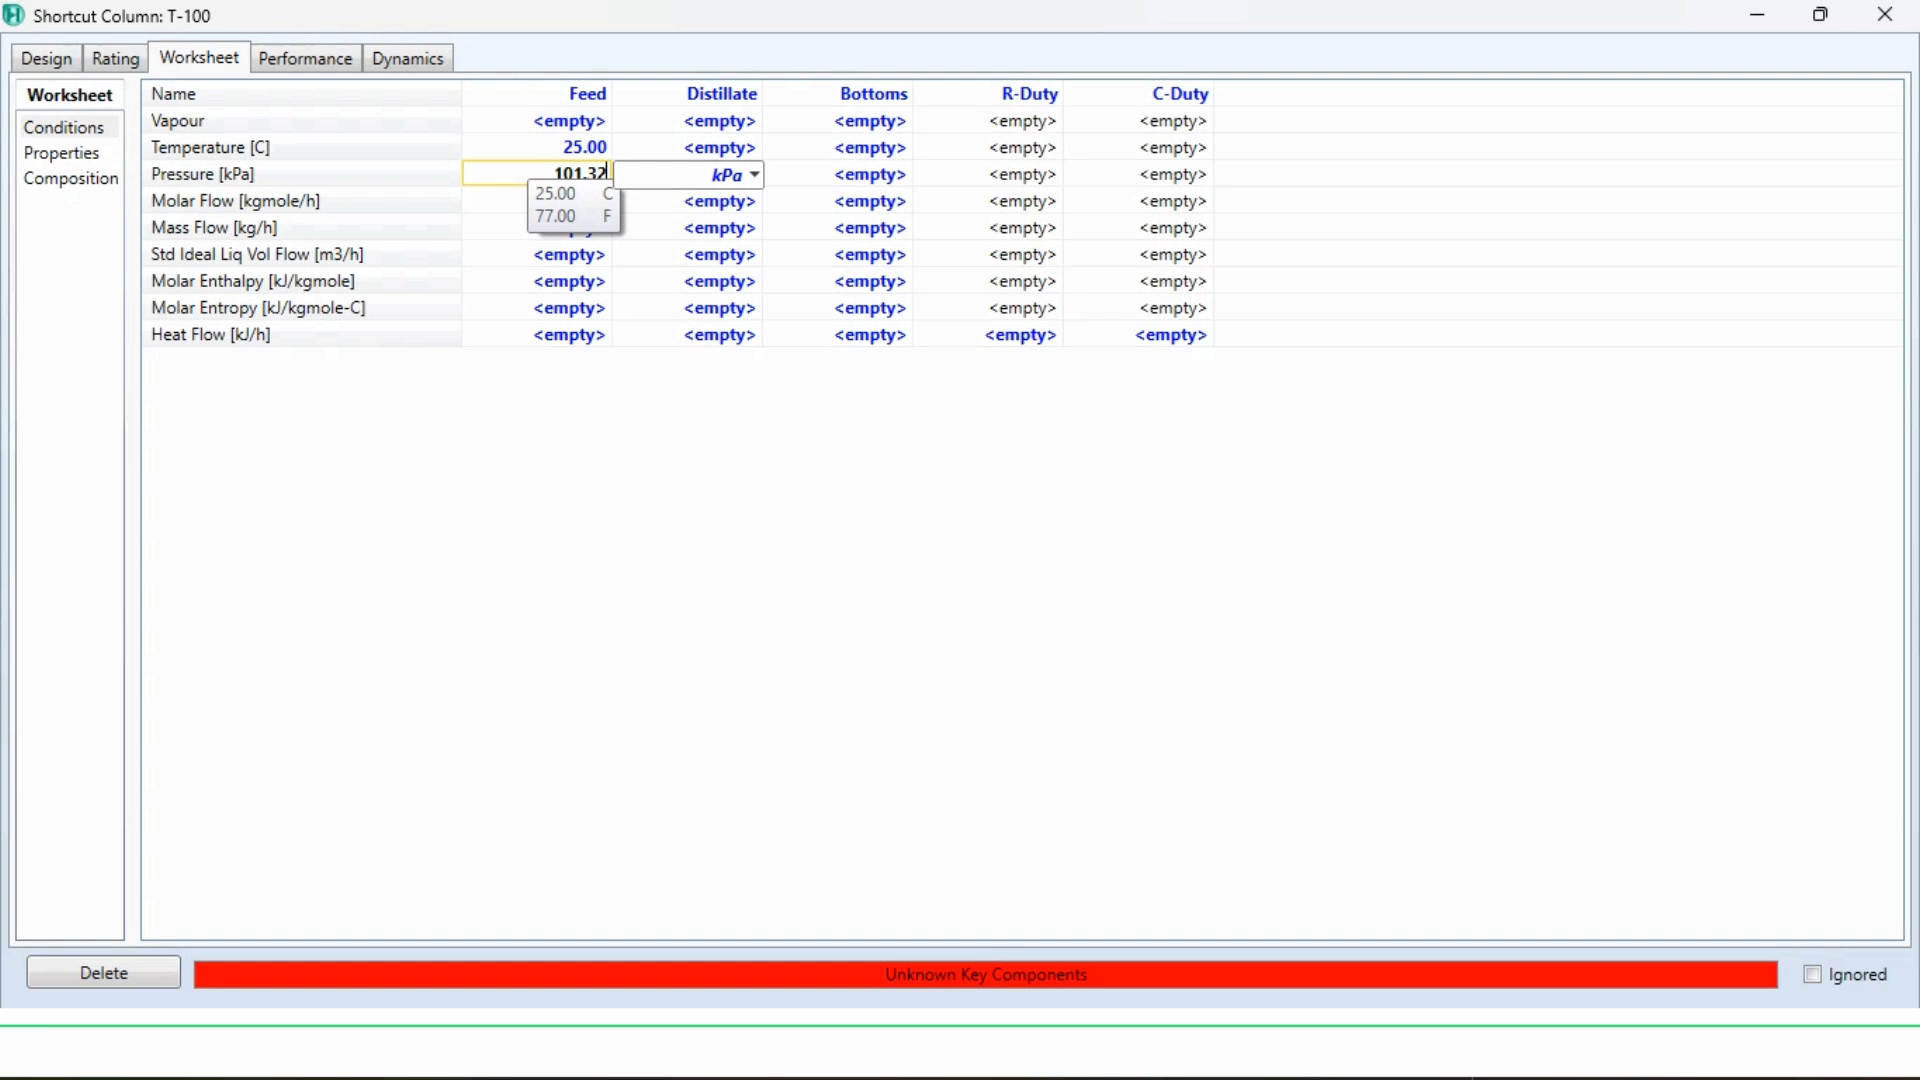 Shortcut Column: T-100
Design Rating Worksheet Performance Dynamics
Worksheet
Conditions
Properties
Composition
Name Feed Distillate Bottoms R-Duty C-Duty
Vapour <empty> <empty> <empty> <empty> <empty>
Temperature [C] 25.00 <empty> <empty> <empty> <empty>
Pressure [kPa] 101.32 kPa <empty> <empty> <empty>
25.00 C
77.00 F
Molar Flow [kgmole/h] <empty> <empty> <empty> <empty>
Mass Flow [kg/h] <empty> <empty> <empty> <empty>
Std Ideal Liq Vol Flow [m3/h] <empty> <empty> <empty> <empty> <empty>
Molar Enthalpy [kJ/kgmole] <empty> <empty> <empty> <empty> <empty>
Molar Entropy [kJ/kgmole-C] <empty> <empty> <empty> <empty> <empty>
Heat Flow [kJ/h] <empty> <empty> <empty> <empty> <empty>
Delete Unknown Key Components Ignored